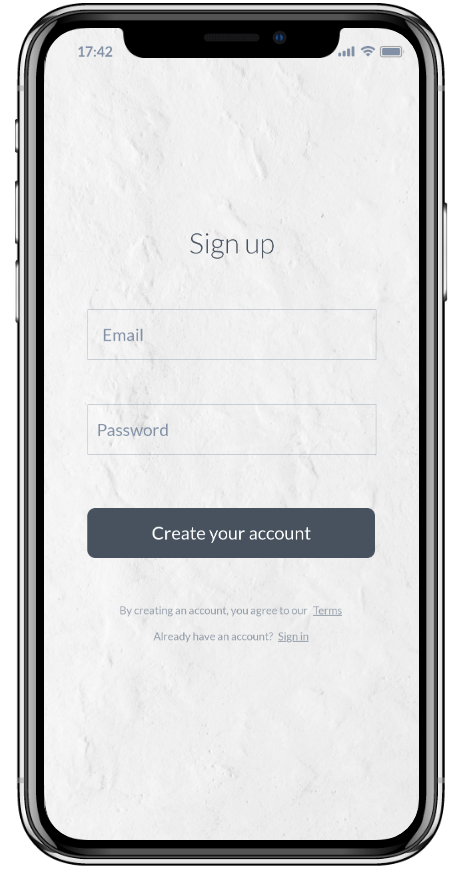 17:42
Sign up
Email
Password
Create your account
By creating an account, you agree to our Terms
Already have an account? Sign in